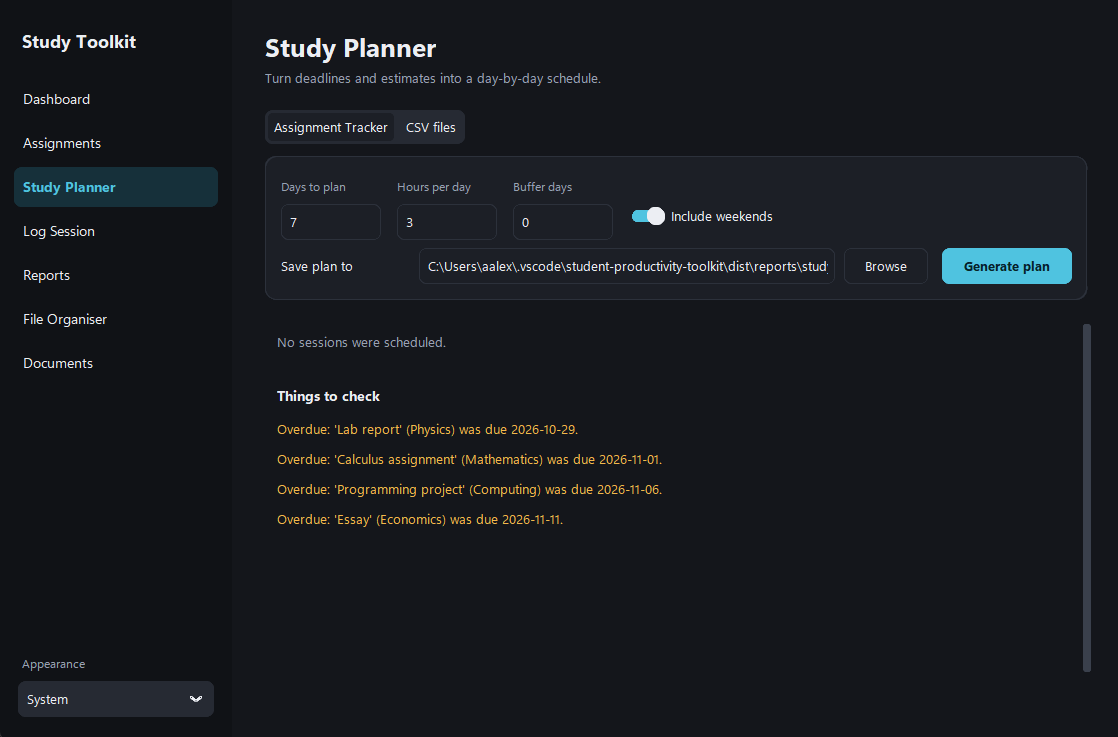 Study Toolkit
Dashboard
Assignments
Study Planner
Log Session
Reports
File Organiser
Documents
Appearance
System
Study Planner
Turn deadlines and estimates into a day-by-day schedule.
Assignment Tracker CSV files
Days to plan Hours per day Buffer days
7 3 0 Include weekends
Save plan to C:\Users\aalex\.vscode\student-productivity-toolkit\dist\reports\study Browse Generate plan
No sessions were scheduled.
Things to check
Overdue: 'Lab report' (Physics) was due 2026-10-29.
Overdue: 'Calculus assignment' (Mathematics) was due 2026-11-01.
Overdue: 'Programming project' (Computing) was due 2026-11-06.
Overdue: 'Essay' (Economics) was due 2026-11-11.